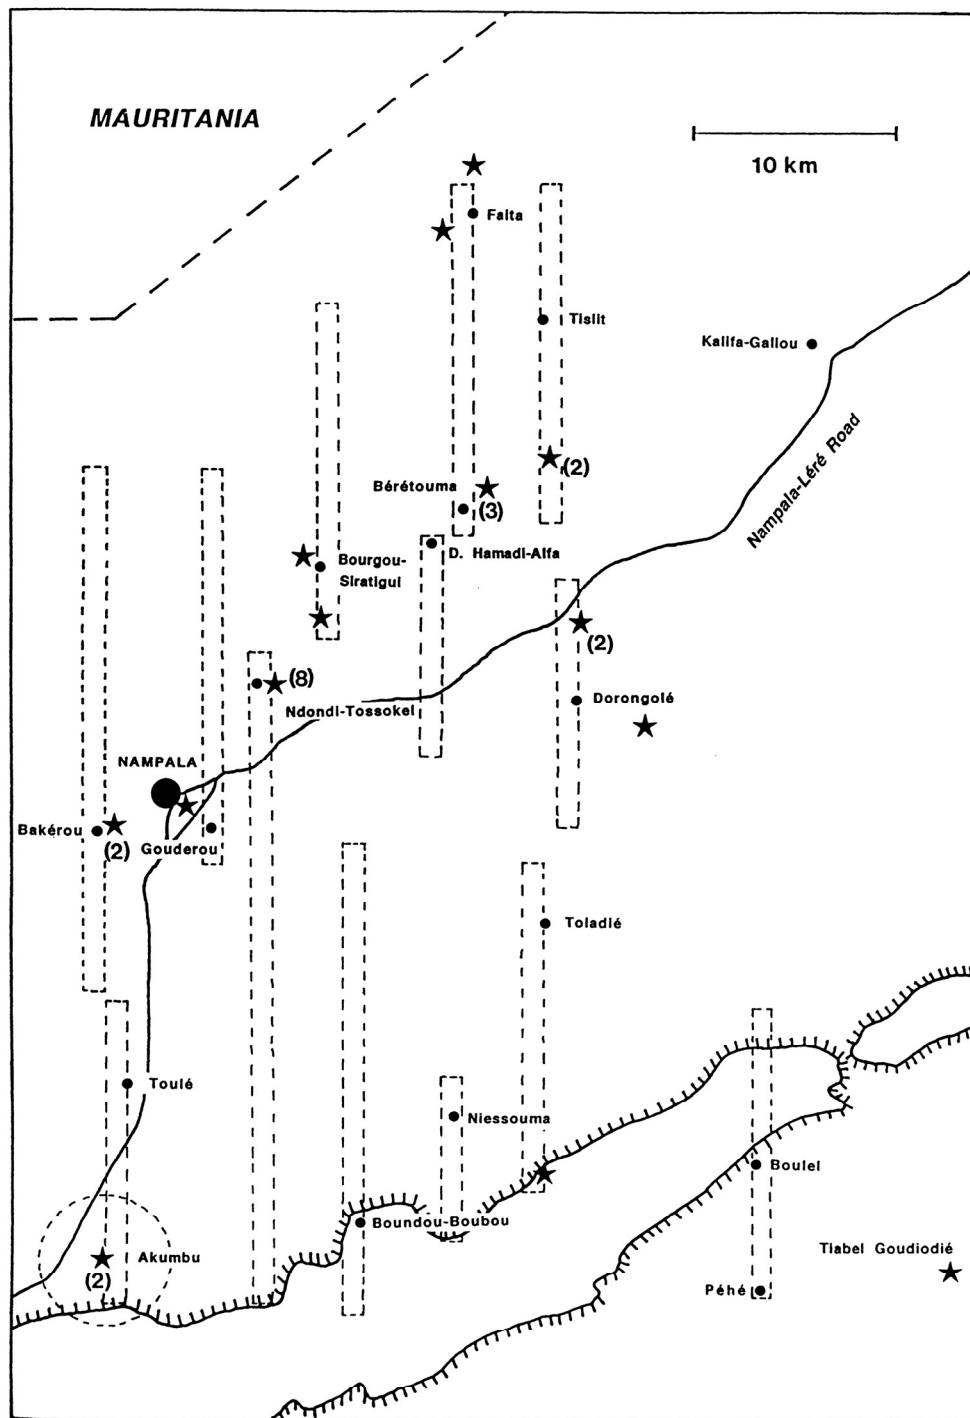 MAURITANIA
10 km
Faita
Tislit
Kalifa-Gallou
Nampala-Léré Road
(2)
Bérétouma
(3)
D. Hamadi-Alfa
Bourgou-
Siratigui
(2)
(8)
Dorongolé
Ndondi-Tossokel
NAMPALA
Bakérou
(2)
Gouderou
Toladié
Toulé
Niessouma
Boulel
Boundou-Boubou
Akumbu
(2)
Tiabel Goudiodié
Péhé